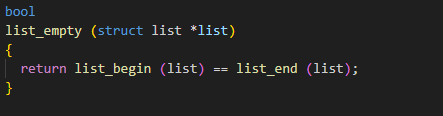 bool
list_empty (struct list *list)
{
  return list_begin (list) == list_end (list);
}